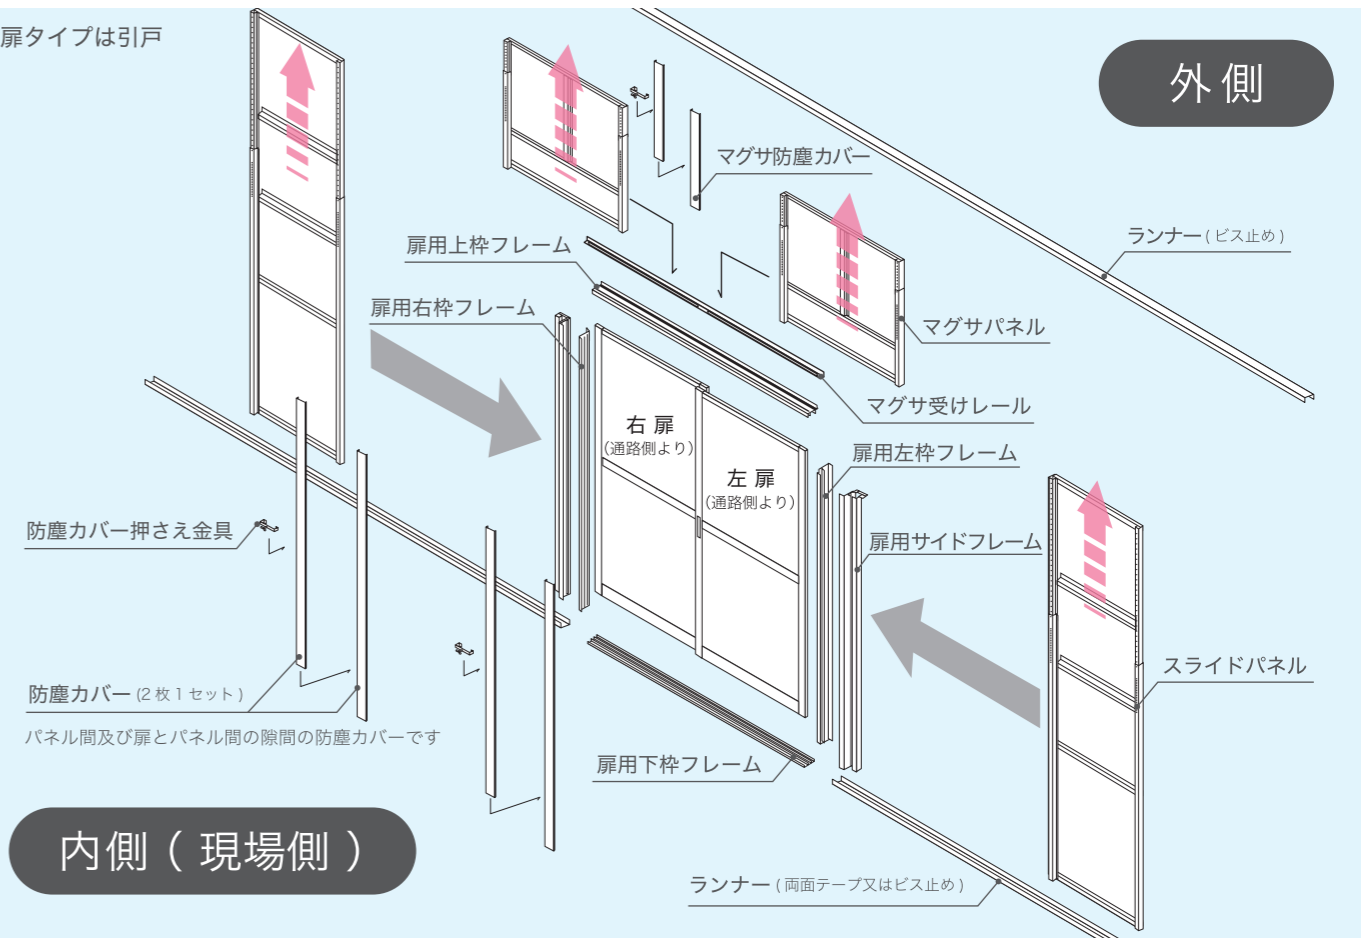 扉タイプは引戸
外側
マグサ防塵カバー
ランナー(ビス止め)
扉用上枠フレーム
扉用右枠フレーム
マグサパネル
マグサ受けレール
右扉
(通路側より)
扉用左枠フレーム
左扉
(通路側より)
防塵カバー押さえ金具
扉用サイドフレーム
スライドパネル
防塵カバー(2枚1セット)
パネル間及び扉とパネル間の隙間の防塵カバーです
扉用下枠フレーム
内側(現場側)
ランナー(両面テープ又はビス止め)